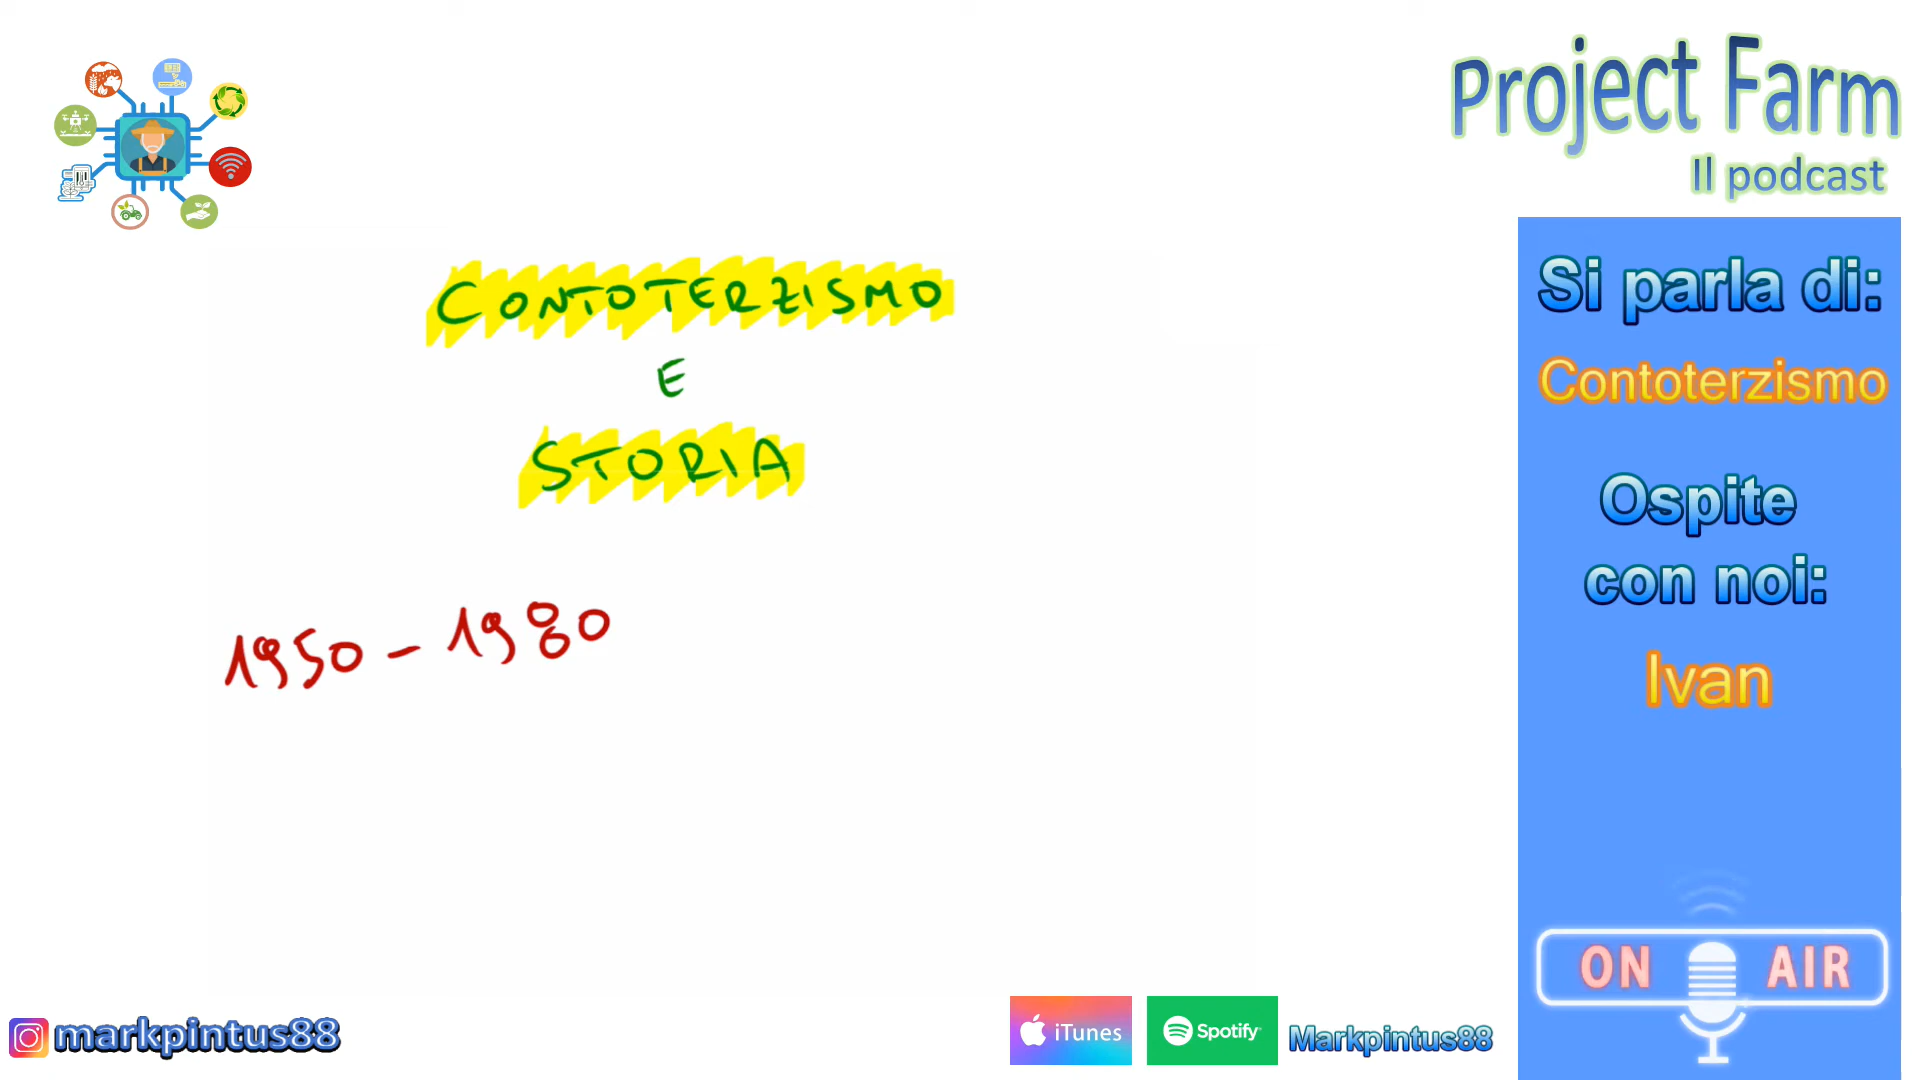 Project Farm
Il podcast
CONTOTERZISMO
E
STORIA
1950 - 1980
Si parla di:
Contoterzismo
Ospite
con noi:
Ivan
ON AIR
markpintus88
iTunes
Spotify
Markpintus88